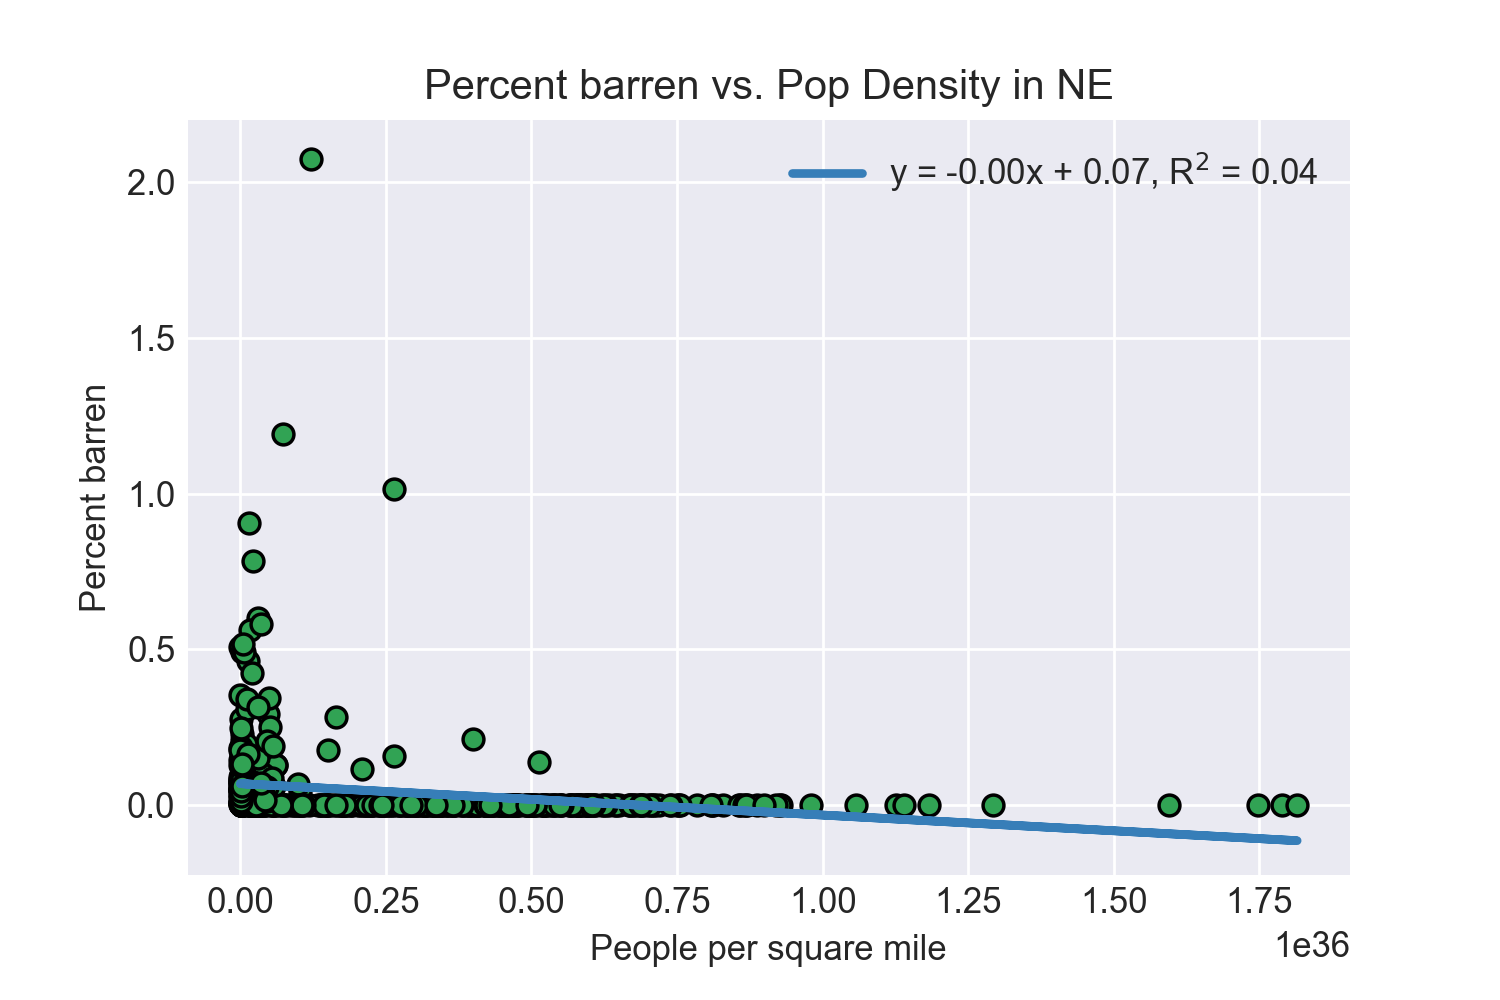 Percent barren vs. Pop Density in NE
y = -0.00x + 0.07, R² = 0.04
Percent barren
2.0
1.5
1.0
0.5
0.0
0.00 0.25 0.50 0.75 1.00 1.25 1.50 1.75
1e36
People per square mile